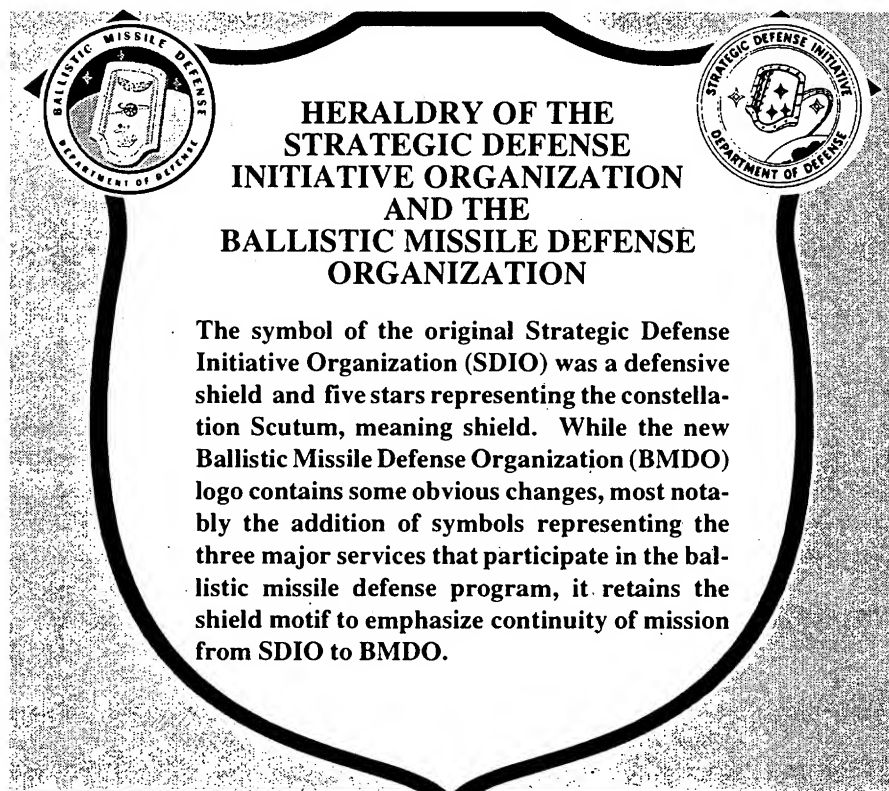 BALLISTIC MISSILE DEFENSE
DEPARTMENT OF DEFENSE
STRATEGIC DEFENSE INITIATIVE
DEPARTMENT OF DEFENSE
HERALDRY OF THE
STRATEGIC DEFENSE
INITIATIVE ORGANIZATION
AND THE
BALLISTIC MISSILE DEFENSE
ORGANIZATION
The symbol of the original Strategic Defense
Initiative Organization (SDIO) was a defensive
shield and five stars representing the constella-
tion Scutum, meaning shield. While the new
Ballistic Missile Defense Organization (BMDO)
logo contains some obvious changes, most nota-
bly the addition of symbols representing the
three major services that participate in the bal-
listic missile defense program, it retains the
shield motif to emphasize continuity of mission
from SDIO to BMDO.